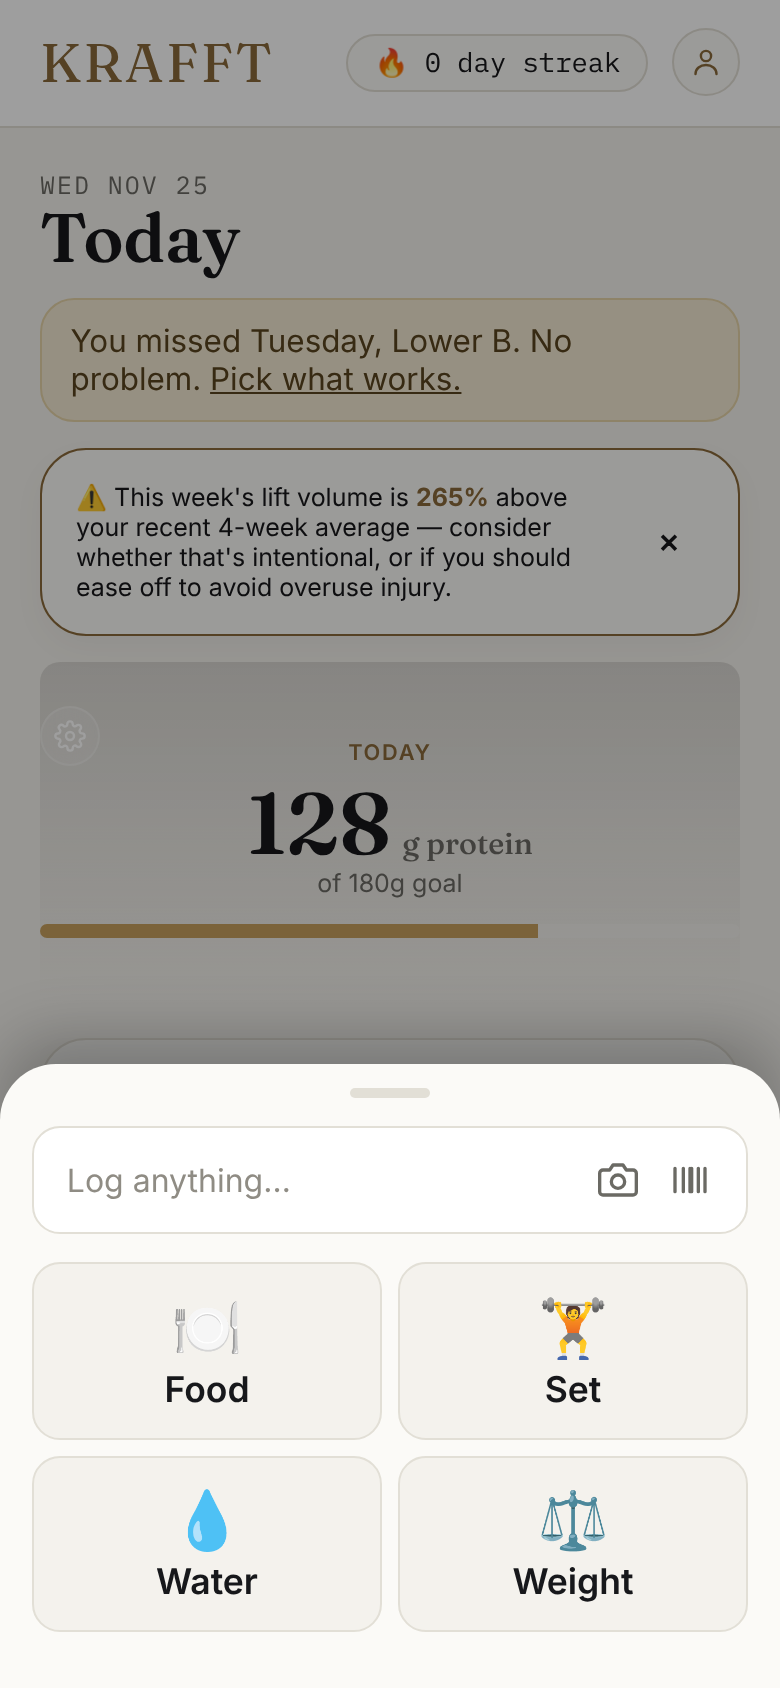 KRAFFT
🔥 0 day streak
WED NOV 25
Today
You missed Tuesday, Lower B. No
problem. Pick what works.
⚠️ This week's lift volume is 265% above
your recent 4-week average — consider
whether that's intentional, or if you should
ease off to avoid overuse injury.
×
TODAY
128 g protein
of 180g goal
Log anything...
Food
Set
Water
Weight